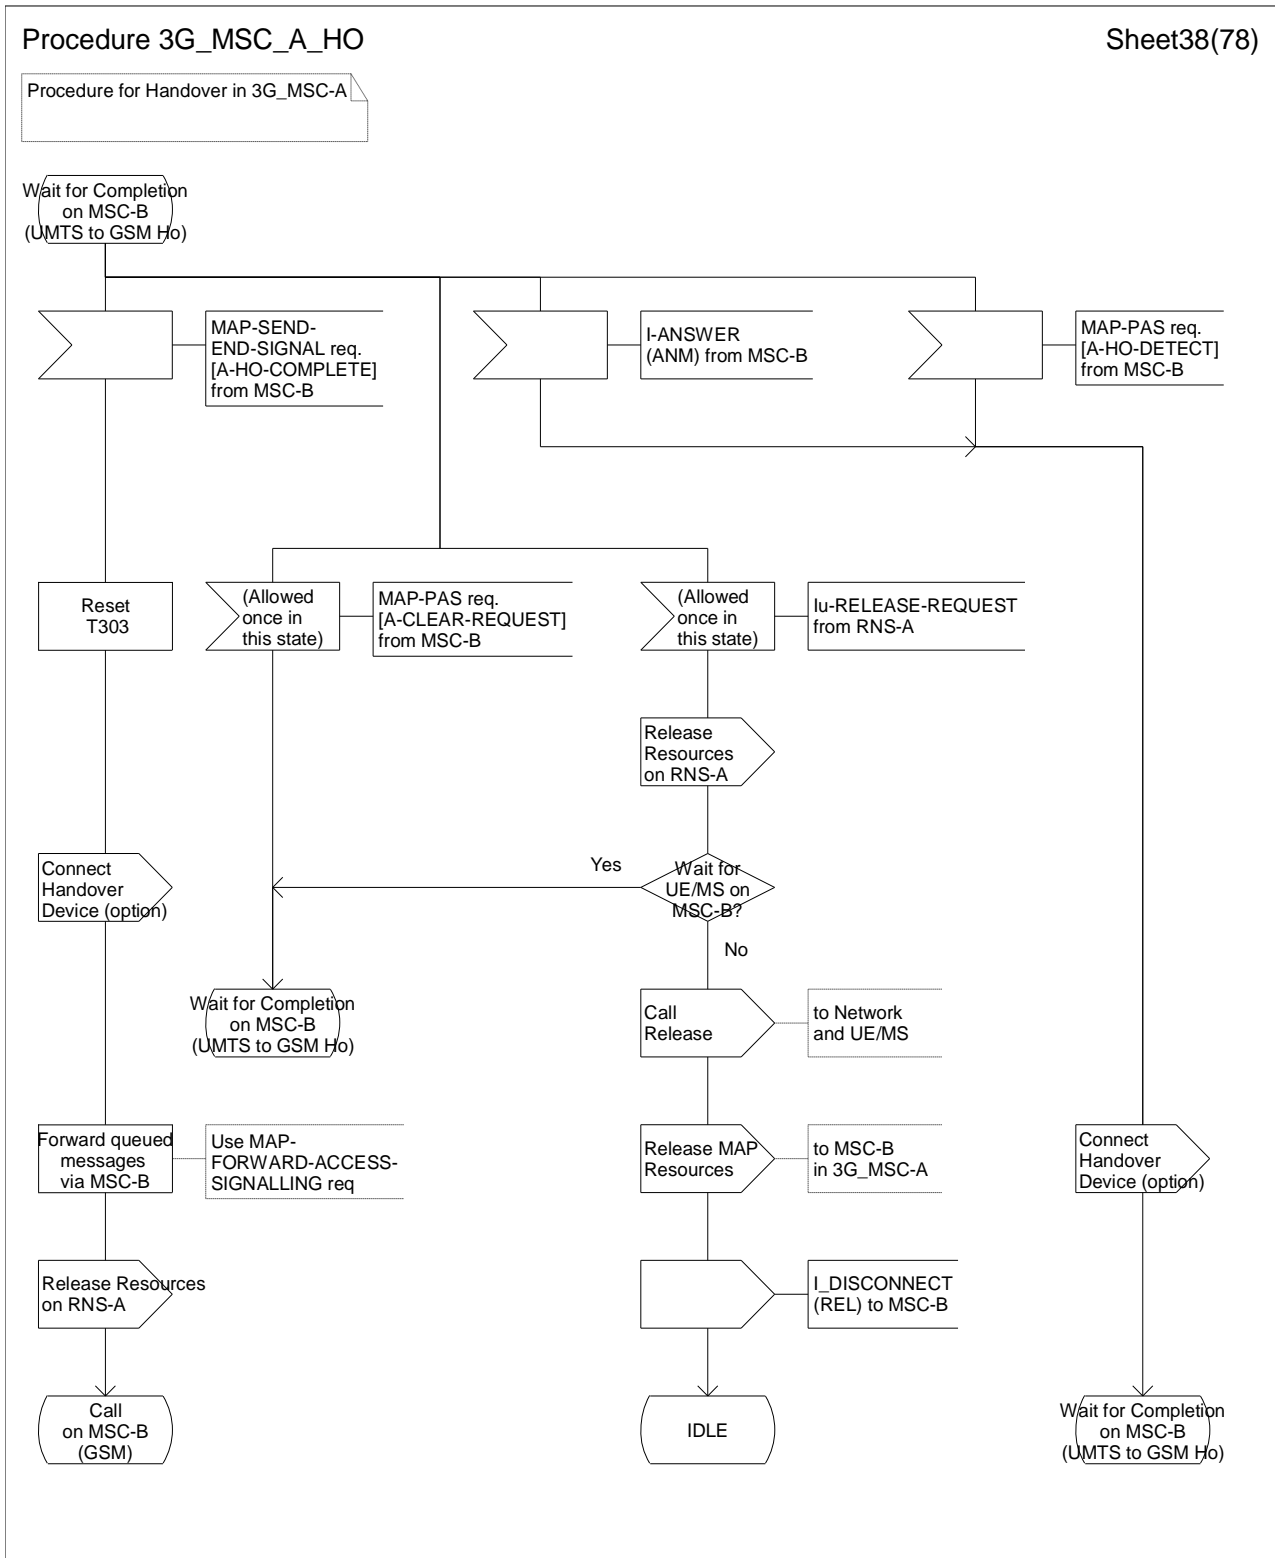 Procedure 3G_MSC_A_HO
Sheet38(78)
Procedure for Handover in 3G_MSC-A
Wait for Completion
on MSC-B
(UMTS to GSM Ho)
MAP-SEND-
END-SIGNAL req.
[A-HO-COMPLETE]
from MSC-B
I-ANSWER
(ANM) from MSC-B
MAP-PAS req.
[A-HO-DETECT]
from MSC-B
Reset
T303
(Allowed
once in
this state)
MAP-PAS req.
[A-CLEAR-REQUEST]
from MSC-B
(Allowed
once in
this state)
Iu-RELEASE-REQUEST
from RNS-A
Release
Resources
on RNS-A
Connect
Handover
Device (option)
Yes
Wait for
UE/MS on
MSC-B?
No
Wait for Completion
on MSC-B
(UMTS to GSM Ho)
Call
Release
to Network
and UE/MS
Forward queued
messages
via MSC-B
Use MAP-
FORWARD-ACCESS-
SIGNALLING req
Release MAP
Resources
to MSC-B
in 3G_MSC-A
Connect
Handover
Device (option)
Release Resources
on RNS-A
I_DISCONNECT
(REL) to MSC-B
Call
on MSC-B
(GSM)
IDLE
Wait for Completion
on MSC-B
(UMTS to GSM Ho)